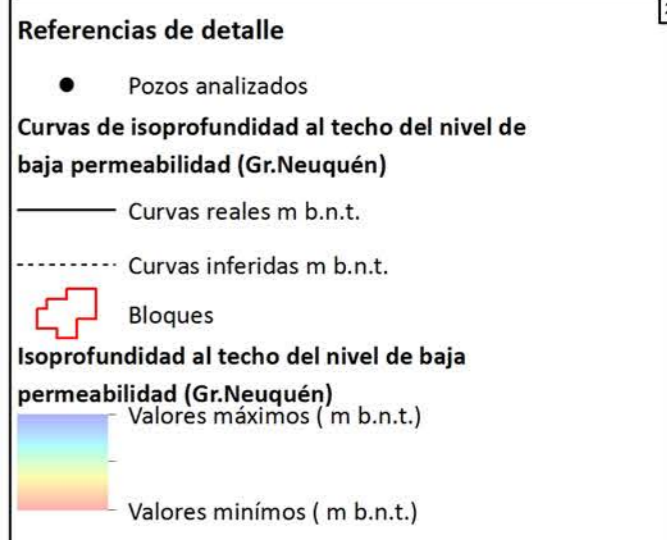 Referencias de detalle
Pozos analizados
Curvas de isoprofundidad al techo del nivel de
baja permeabilidad (Gr.Neuquén)
Curvas reales m b.n.t.
Curvas inferidas m b.n.t.
Bloques
Isoprofundidad al techo del nivel de baja
permeabilidad (Gr.Neuquén)
Valores máximos ( m b.n.t.)
Valores minímos ( m b.n.t.)